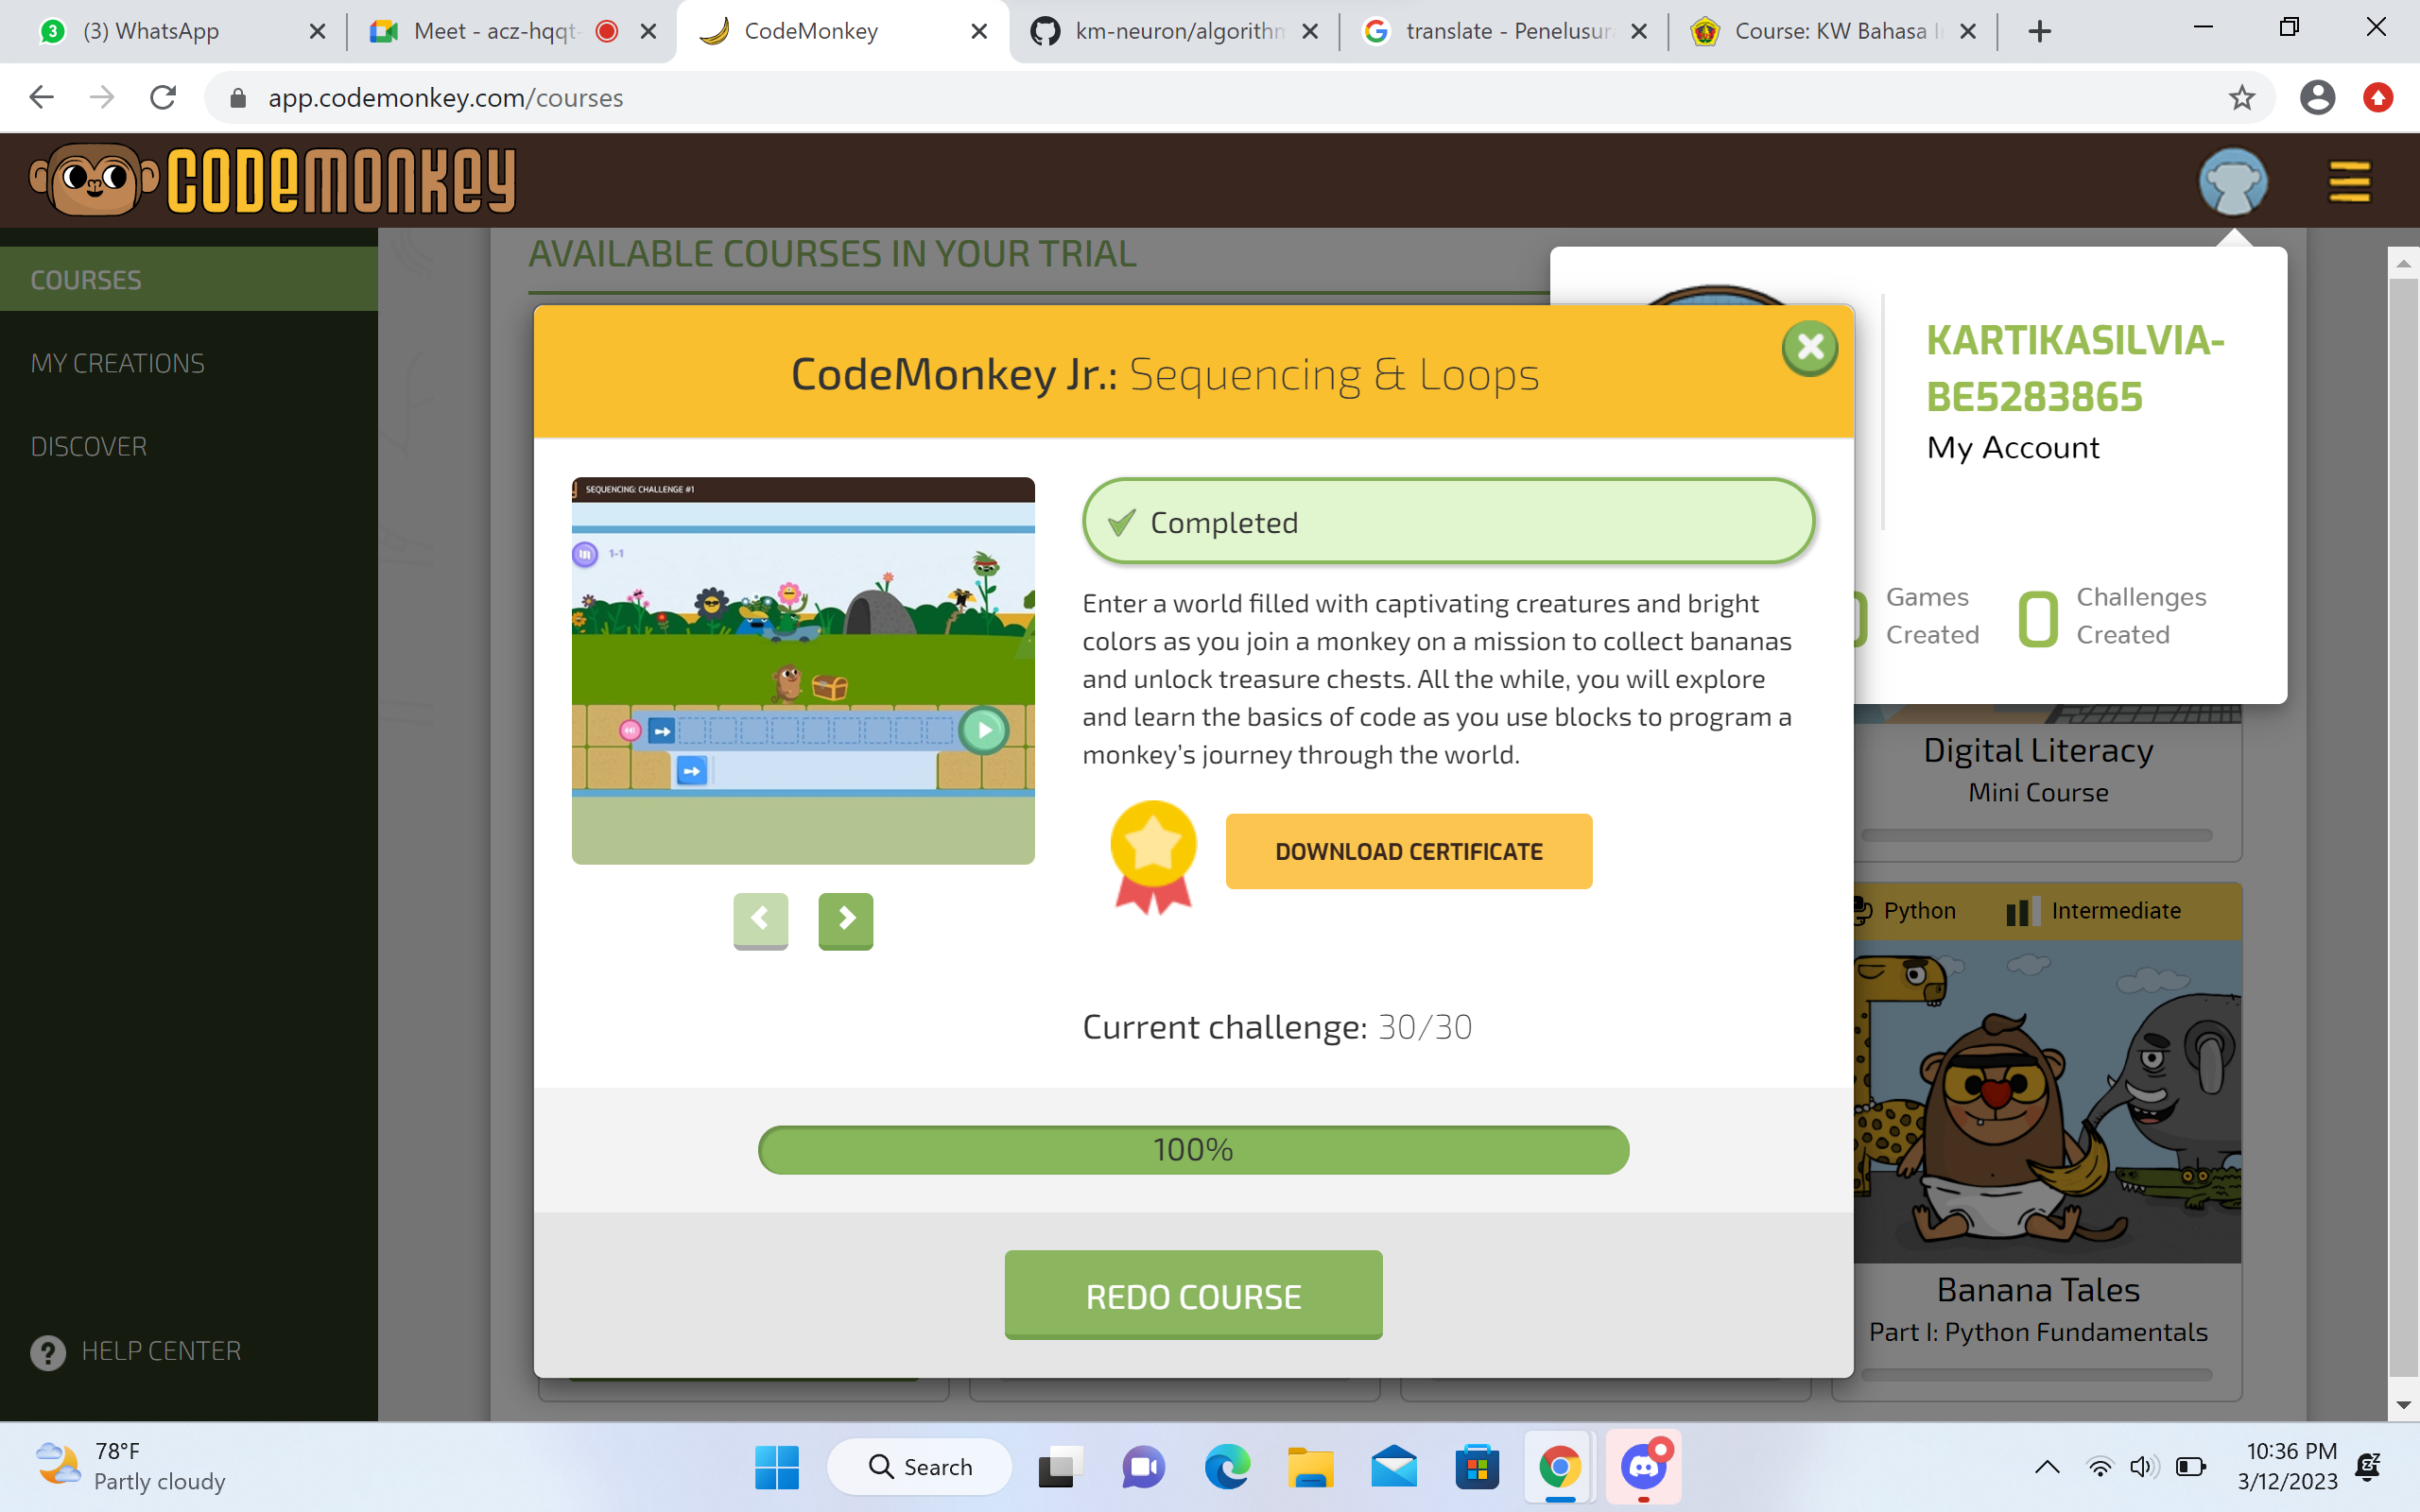 (3) WhatsApp
Meet - acz-hqqt-
CodeMonkey
km-neuron/algorithm
translate - Penelusura
Course: KW Bahasa I
app.codemonkey.com/courses
CODEMONKEY
COURSES
MY CREATIONS
DISCOVER
HELP CENTER
AVAILABLE COURSES IN YOUR TRIAL
KARTIKASILVIA-
BE5283865
My Account
Games
Created
0
Challenges
Created
CodeMonkey Jr.: Sequencing & Loops
SEQUENCING: CHALLENGE #1
1-1
Completed
Enter a world filled with captivating creatures and bright
colors as you join a monkey on a mission to collect bananas
and unlock treasure chests. All the while, you will explore
and learn the basics of code as you use blocks to program a
monkey’s journey through the world.
DOWNLOAD CERTIFICATE
Current challenge: 30/30
100%
REDO COURSE
Digital Literacy
Mini Course
Python
Intermediate
Banana Tales
Part I: Python Fundamentals
78°F
Partly cloudy
Search
10:36 PM
3/12/2023